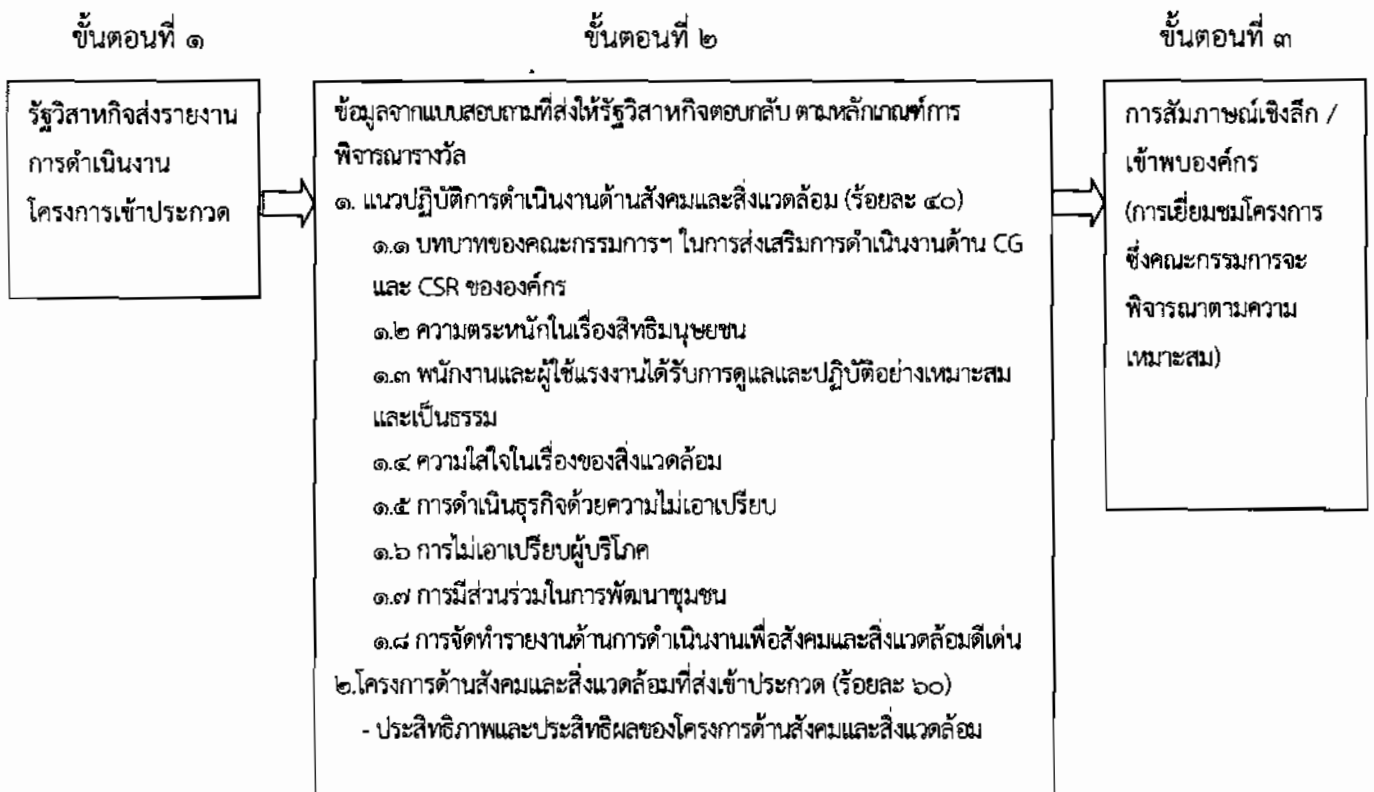 ขั้นตอนที่ ๑
รัฐวิสาหกิจส่งรายงาน
การดำเนินงาน
โครงการเข้าประกวด
ขั้นตอนที่ ๒
ข้อมูลจากแบบสอบถามที่ส่งให้รัฐวิสาหกิจตอบกลับ ตามหลักเกณฑ์การ
พิจารณารางวัล
๑. แนวปฏิบัติการดำเนินงานด้านสังคมและสิ่งแวดล้อม (ร้อยละ ๔๐)
๑.๑ บทบาทของคณะกรรมการฯ ในการส่งเสริมการดำเนินงานด้าน CG
และ CSR ขององค์กร
๑.๒ ความตระหนักในเรื่องสิทธิมนุษยชน
๑.๓ พนักงานและผู้ใช้แรงงานได้รับการดูแลและปฏิบัติอย่างเหมาะสม
และเป็นธรรม
๑.๔ ความใส่ใจในเรื่องของสิ่งแวดล้อม
๑.๕ การดำเนินธุรกิจด้วยความไม่เอาเปรียบ
๑.๖ การไม่เอาเปรียบผู้บริโภค
๑.๗ การมีส่วนร่วมในการพัฒนาชุมชน
๑.๘ การจัดทำรายงานด้านการดำเนินงานเพื่อสังคมและสิ่งแวดล้อมดีเด่น
๒.โครงการด้านสังคมและสิ่งแวดล้อมที่ส่งเข้าประกวด (ร้อยละ ๖๐)
- ประสิทธิภาพและประสิทธิผลของโครงการด้านสังคมและสิ่งแวดล้อม
ขั้นตอนที่ ๓
การสัมภาษณ์เชิงลึก /
เข้าพบองค์กร
(การเยี่ยมชมโครงการ
ซึ่งคณะกรรมการจะ
พิจารณาตามความ
เหมาะสม)